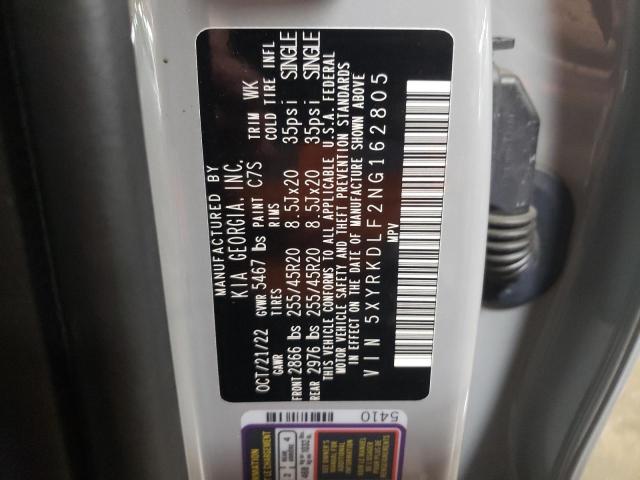 MANUFACTURED BY
KIA GEORGIA, INC.
OCT/21/22 GVWR 5467 lbs PAINT C7S TRIM WK
GAWR TIRES RIMS COLD TIRE INFL
FRONT 2866 lbs 255/45R20 8.5Jx20 35psi SINGLE
REAR 2976 lbs 255/45R20 8.5Jx20 35psi SINGLE
THIS VEHICLE CONFORMS TO ALL APPLICABLE U.S.A. FEDERAL
MOTOR VEHICLE SAFETY AND THEFT PREVENTION STANDARDS
IN EFFECT ON THE DATE OF MANUFACTURE SHOWN ABOVE
VIN 5XYRKDLF2NG162805
MPV
5410